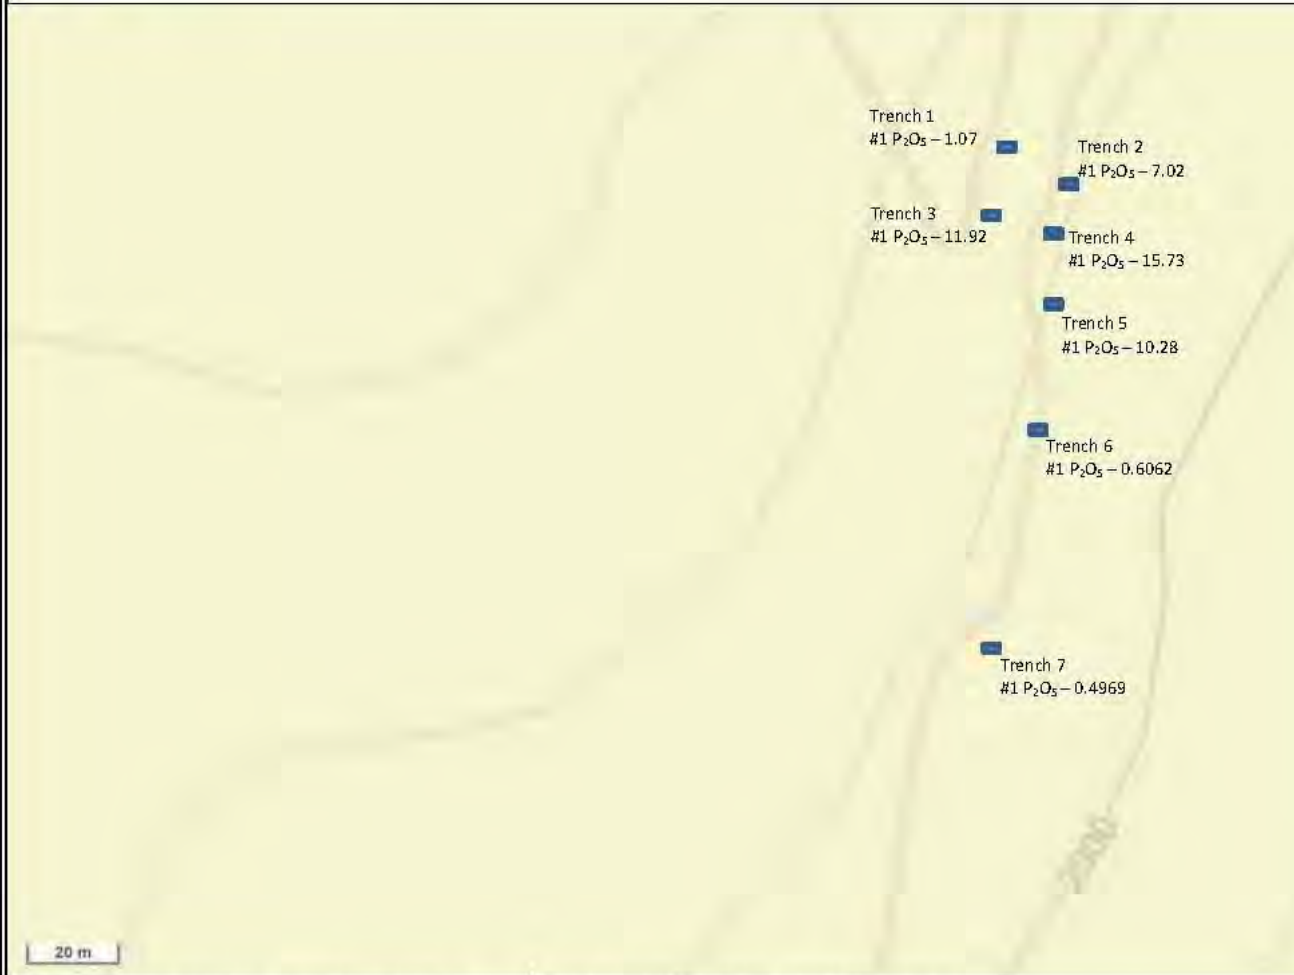 Trench 1
#1 P₂O₅ – 1.07
Trench 2
#1 P₂O₅ – 7.02
Trench 3
#1 P₂O₅ – 11.92
Trench 4
#1 P₂O₅ – 15.73
Trench 5
#1 P₂O₅ – 10.28
Trench 6
#1 P₂O₅ – 0.6062
Trench 7
#1 P₂O₅ – 0.4969
20 m